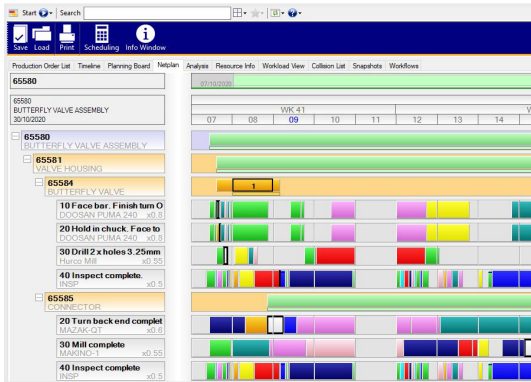 Start Search
Save Load Print Scheduling Info Window
Production Order List Timeline Planning Board Netplan Analysis Resource Info Workload View Collision List Snapshots Workflows
65580
07/10/2020
65580
BUTTERFLY VALVE ASSEMBLY
30/10/2020
WK 41 W
07 08 09 10 11 12 13 14
65580
BUTTERFLY VALVE ASSEMBLY
65581
VALVE HOUSING
65584
BUTTERFLY VALVE
1
10 Face bar. Finish turn O
DOOSAN PUMA 240 x0.8
20 Hold in chuck. Face to
DOOSAN PUMA 240 x0.8
30 Drill 2 x holes 3.25mm
Hurco Mill x0.55
40 Inspect complete.
INSP x0.5
65585
CONNECTOR
20 Turn back end complet
MAZAK-QT x0.6
30 Mill complete
MAKINO-1 x0.55
40 Inspect complete
INSP x0.5